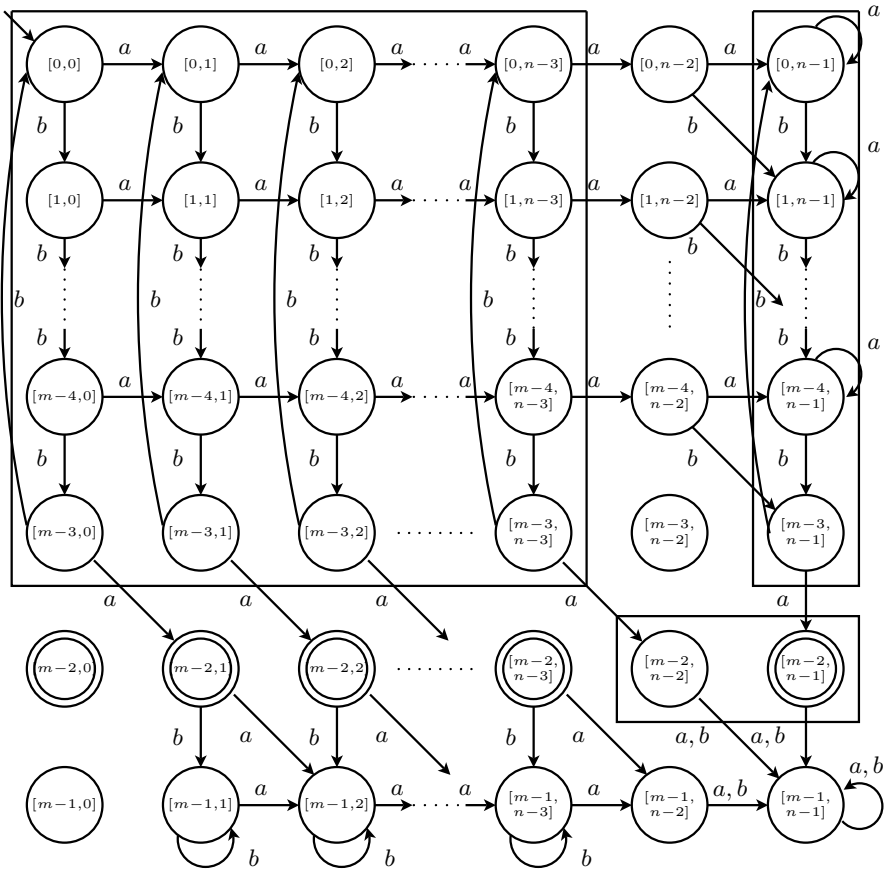 a
a a a a a a
[0,0] [0,1] [0,2] [0,n−3] [0,n−2] [0,n−1]
b b b b b b
a
a a a a a a
[1,0] [1,1] [1,2] [1,n−3] [1,n−2] [1,n−1]
b b b b b b
b b b b b
b b b b b
a
a a a a a a
[m−4,0] [m−4,1] [m−4,2] [m−4, n−3] [m−4, n−2] [m−4, n−1]
b b b b b b
[m−3,0] [m−3,1] [m−3,2] [m−3, n−3] [m−3, n−2] [m−3, n−1]
a a a a a
[m−2,0] [m−2,1] [m−2,2] [m−2, n−3] [m−2, n−2] [m−2, n−1]
b a b a b a a, b a, b
a, b
a a a a a, b
[m−1,0] [m−1,1] [m−1,2] [m−1, n−3] [m−1, n−2] [m−1, n−1]
b b b